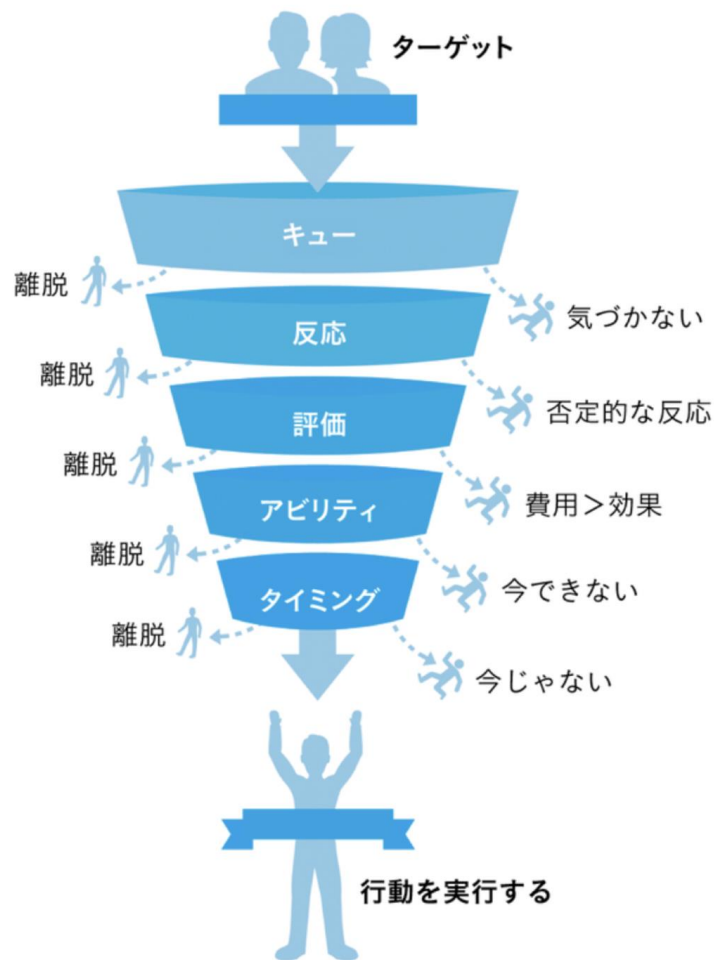 ターゲット
キュー
離脱
気づかない
反応
離脱
否定的な反応
評価
離脱
費用＞効果
アビリティ
離脱
今できない
タイミング
離脱
今じゃない
行動を実行する